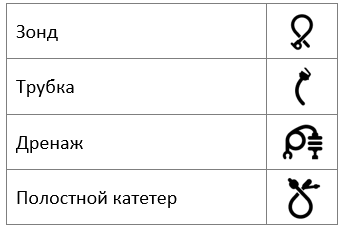 Зонд
Трубка
Дренаж
Полостной катетер